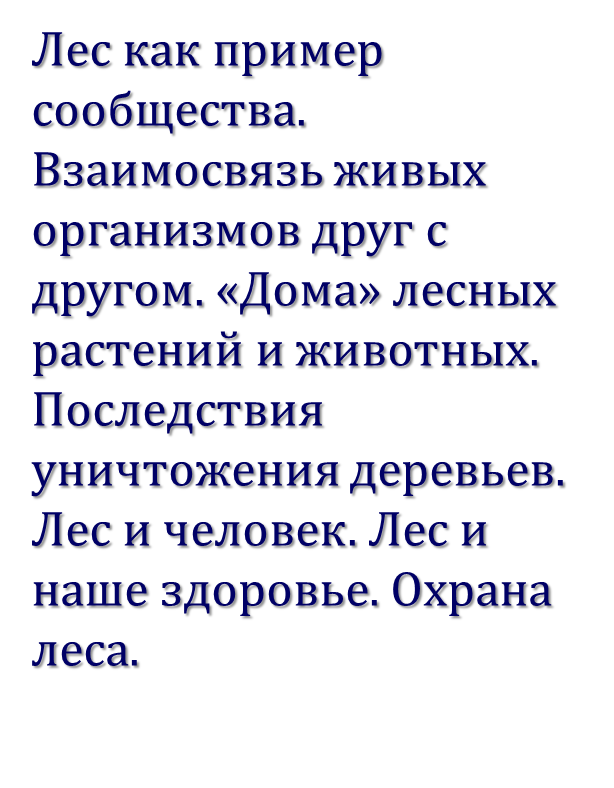 Лес как пример
сообщества.
Взаимосвязь живых
организмов друг с
другом. «Дома» лесных
растений и животных.
Последствия
уничтожения деревьев.
Лес и человек. Лес и
наше здоровье. Охрана
леса.